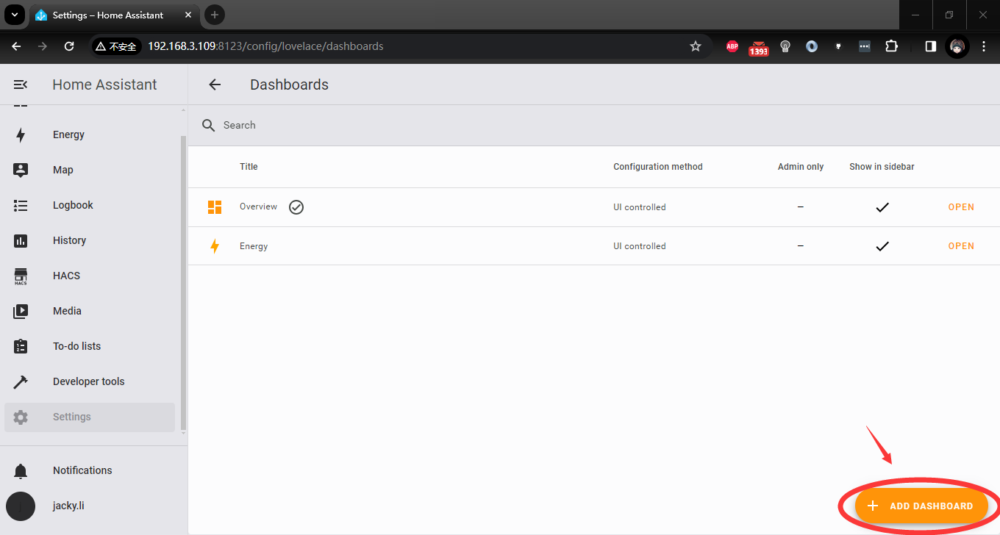 Settings – Home Assistant
不安全
192.168.3.109:8123/config/lovelace/dashboards
ABP
1393
Home Assistant
Dashboards
Search
Energy
Map
Logbook
History
HACS
HACS
Media
To-do lists
Developer tools
Settings
Notifications
jacky.li
Title Configuration method Admin only Show in sidebar
Overview UI controlled – OPEN
Energy UI controlled – OPEN
ADD DASHBOARD